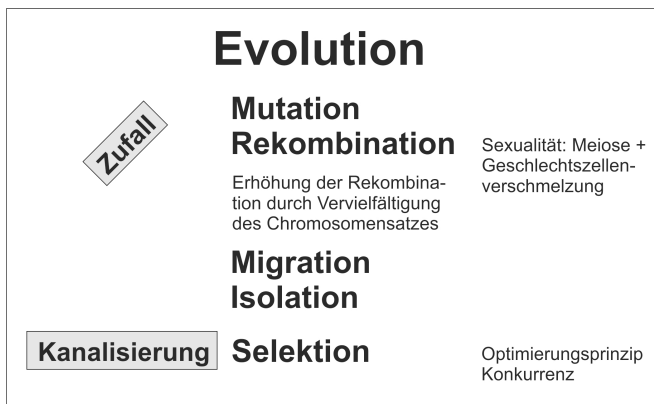 Evolution
Zufall
Mutation
Rekombination
Sexualität: Meiose +
Geschlechtszellen-
verschmelzung
Erhöhung der Rekombina-
tion durch Vervielfältigung
des Chromosomensatzes
Migration
Isolation
Kanalisierung
Selektion
Optimierungsprinzip
Konkurrenz